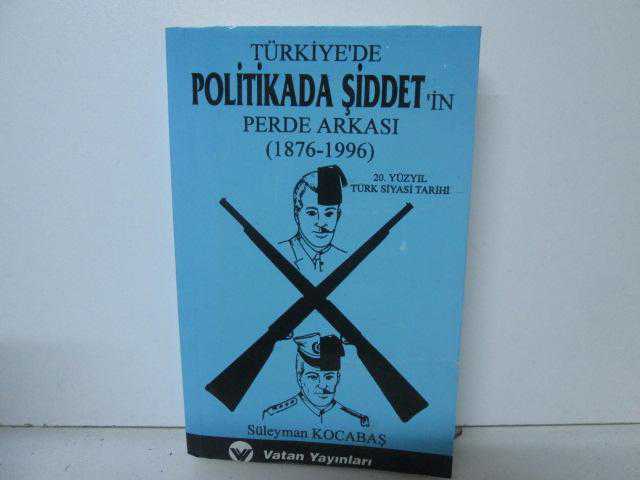 TÜRKİYE'DE
POLİTİKADA ŞİDDET'İN
PERDE ARKASI
(1876-1996)
20. YÜZYIL
TÜRK SİYASİ TARİHİ
Süleyman KOCABAŞ
Vatan Yayınları